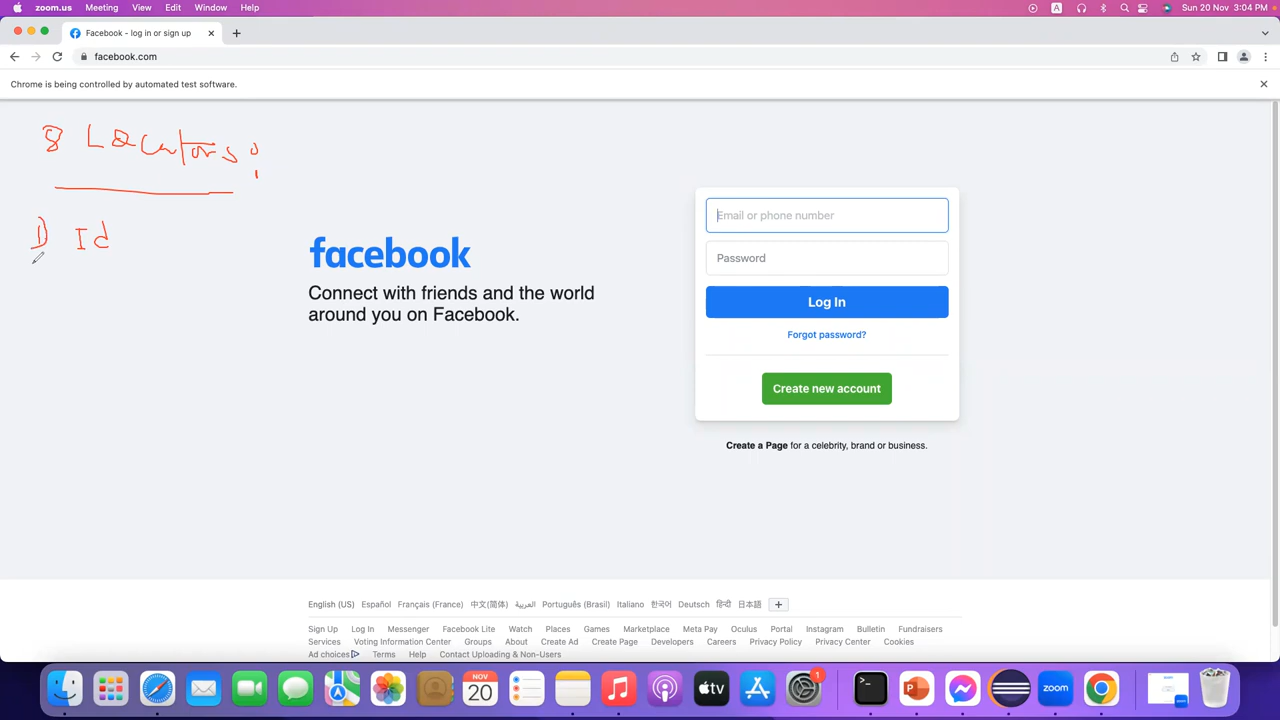 zoom.us Meeting View Edit Window Help A Sun 20 Nov 3:04 PM
Facebook - log in or sign up
facebook.com
Chrome is being controlled by automated test software.
8 Locators:
1) Id
facebook
Connect with friends and the world
around you on Facebook.
Email or phone number
Password
Log In
Forgot password?
Create new account
Create a Page for a celebrity, brand or business.
English (US) Español Français (France) 中文(简体) العربية Português (Brasil) Italiano 한국어 Deutsch हिन्दी 日本語 +
Sign Up Log In Messenger Facebook Lite Watch Places Games Marketplace Meta Pay Oculus Portal Instagram Bulletin Fundraisers
Services Voting Information Center Groups About Create Ad Create Page Developers Careers Privacy Policy Privacy Center Cookies
Ad choices Terms Help Contact Uploading & Non-Users
NOV
20
tv
1
zoom